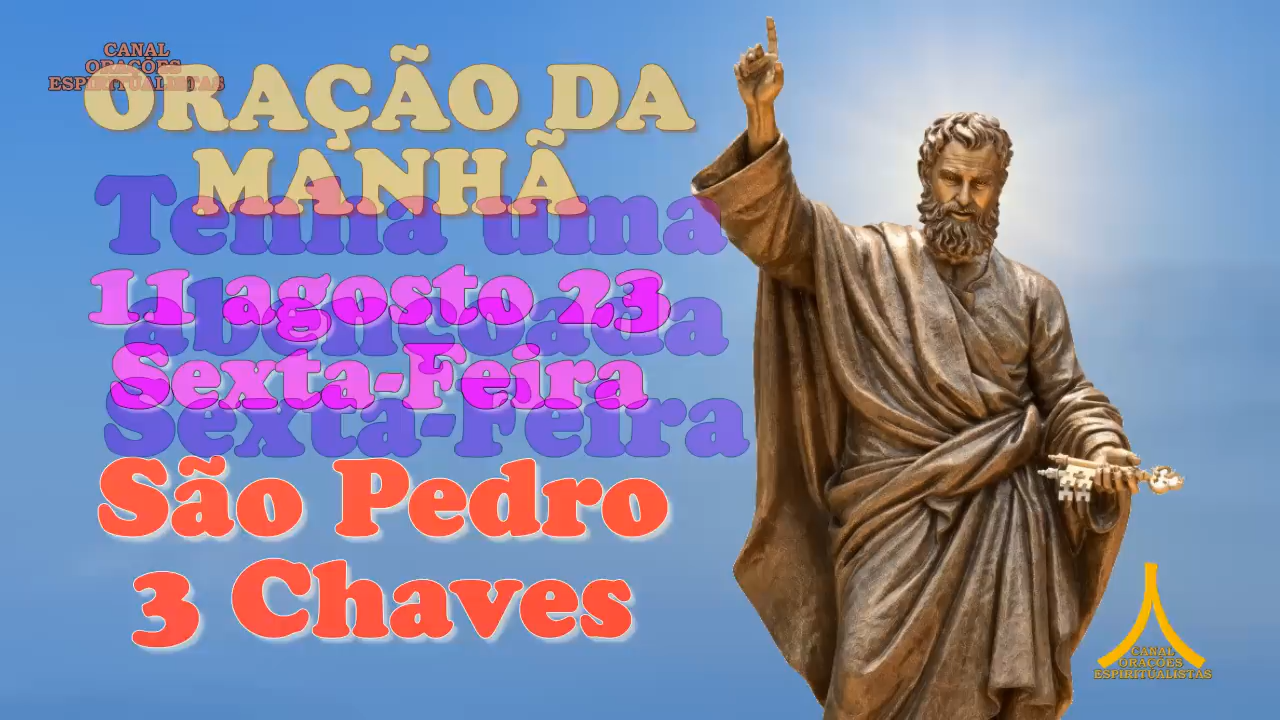 CANAL
ORAÇÕES
ESPIRITUALISTAS
ORAÇÃO DA
MANHÃ
Tenha uma
11 agosto 23
abençoada
Sexta-Feira
Sexta-Feira
São Pedro
3 Chaves
CANAL
ORAÇÕES
ESPIRITUALISTAS